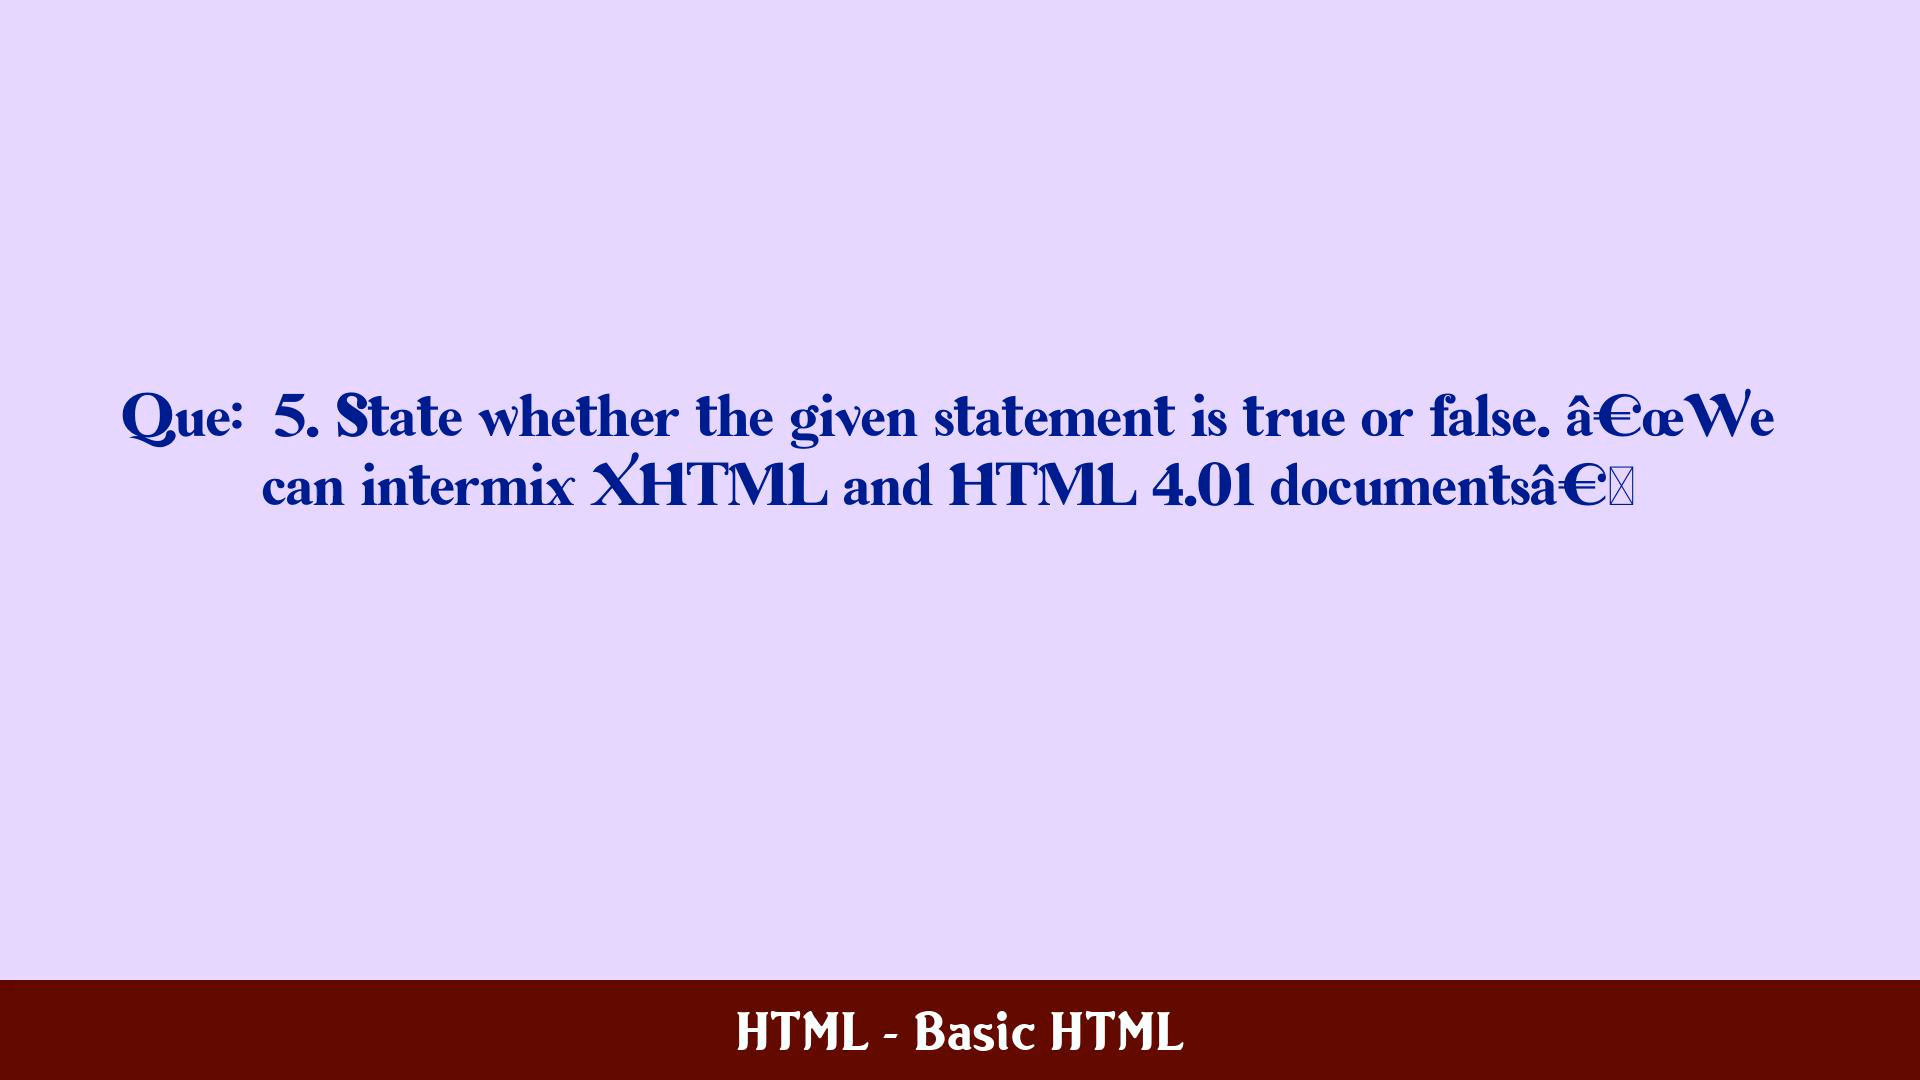 Que:  5. State whether the given statement is true or false. â€œWe
can intermix XHTML and HTML 4.01 documentsâ€
HTML - Basic HTML